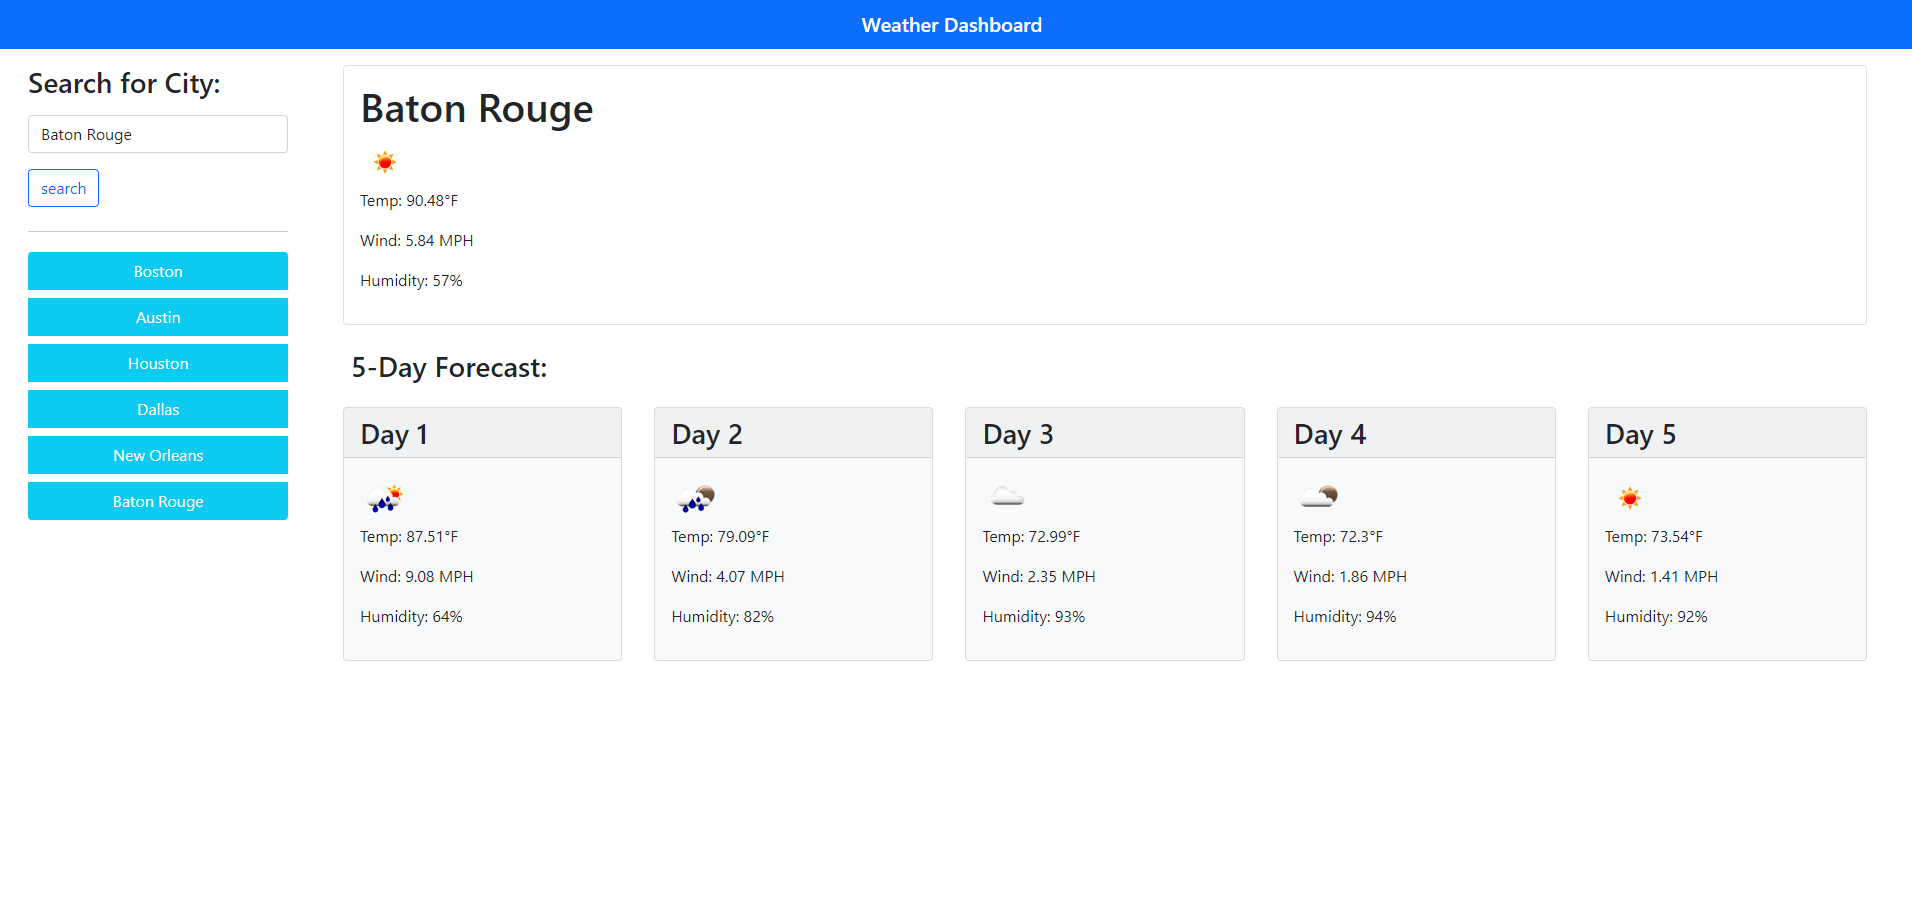 Weather Dashboard
Search for City:
Baton Rouge
search
Boston
Austin
Houston
Dallas
New Orleans
Baton Rouge
Baton Rouge
Temp: 90.48°F
Wind: 5.84 MPH
Humidity: 57%
5-Day Forecast:
Day 1
Temp: 87.51°F
Wind: 9.08 MPH
Humidity: 64%
Day 2
Temp: 79.09°F
Wind: 4.07 MPH
Humidity: 82%
Day 3
Temp: 72.99°F
Wind: 2.35 MPH
Humidity: 93%
Day 4
Temp: 72.3°F
Wind: 1.86 MPH
Humidity: 94%
Day 5
Temp: 73.54°F
Wind: 1.41 MPH
Humidity: 92%